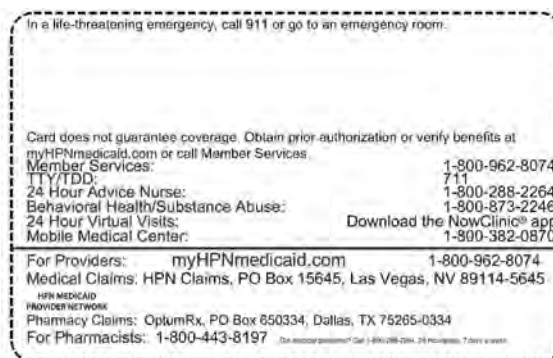 In a life-threatening emergency, call 911 or go to an emergency room.
Card does not guarantee coverage. Obtain prior authorization or verify benefits at
myHPNmedicaid.com or call Member Services.
Member Services: 1-800-962-8074
TTY/TDD: 711
24 Hour Advice Nurse: 1-800-288-2264
Behavioral Health/Substance Abuse: 1-800-873-2246
24 Hour Virtual Visits: Download the NowClinic® app
Mobile Medical Center: 1-800-382-0870
For Providers: myHPNmedicaid.com 1-800-962-8074
Medical Claims: HPN Claims, PO Box 15645, Las Vegas, NV 89114-5645
HPN MEDICAID
PROVIDER NETWORK
Pharmacy Claims: OptumRx, PO Box 650334, Dallas, TX 75265-0334
For Pharmacists: 1-800-443-8197